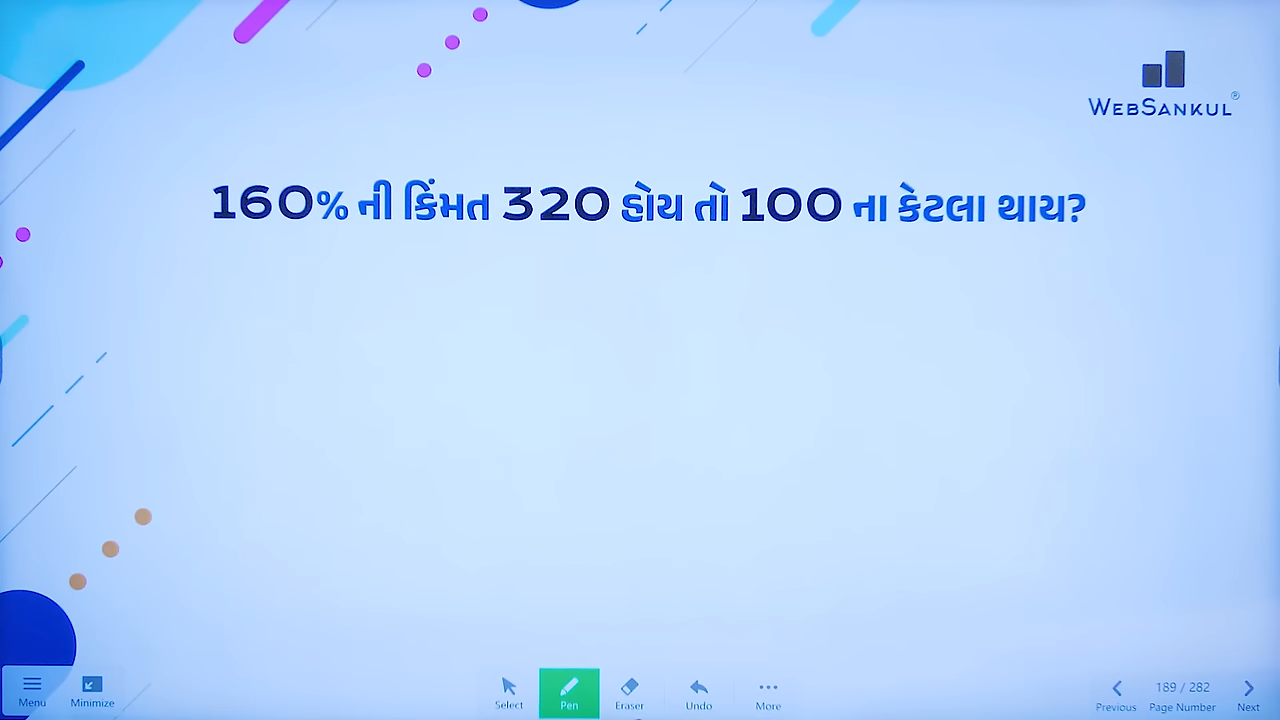 WEBSANKUL®
160% ની કિંમત 320 હોય તો 100 ના કેટલા થાય?
Menu
Minimize
Select
Pen
Eraser
Undo
More
Previous
189 / 282
Page Number
Next